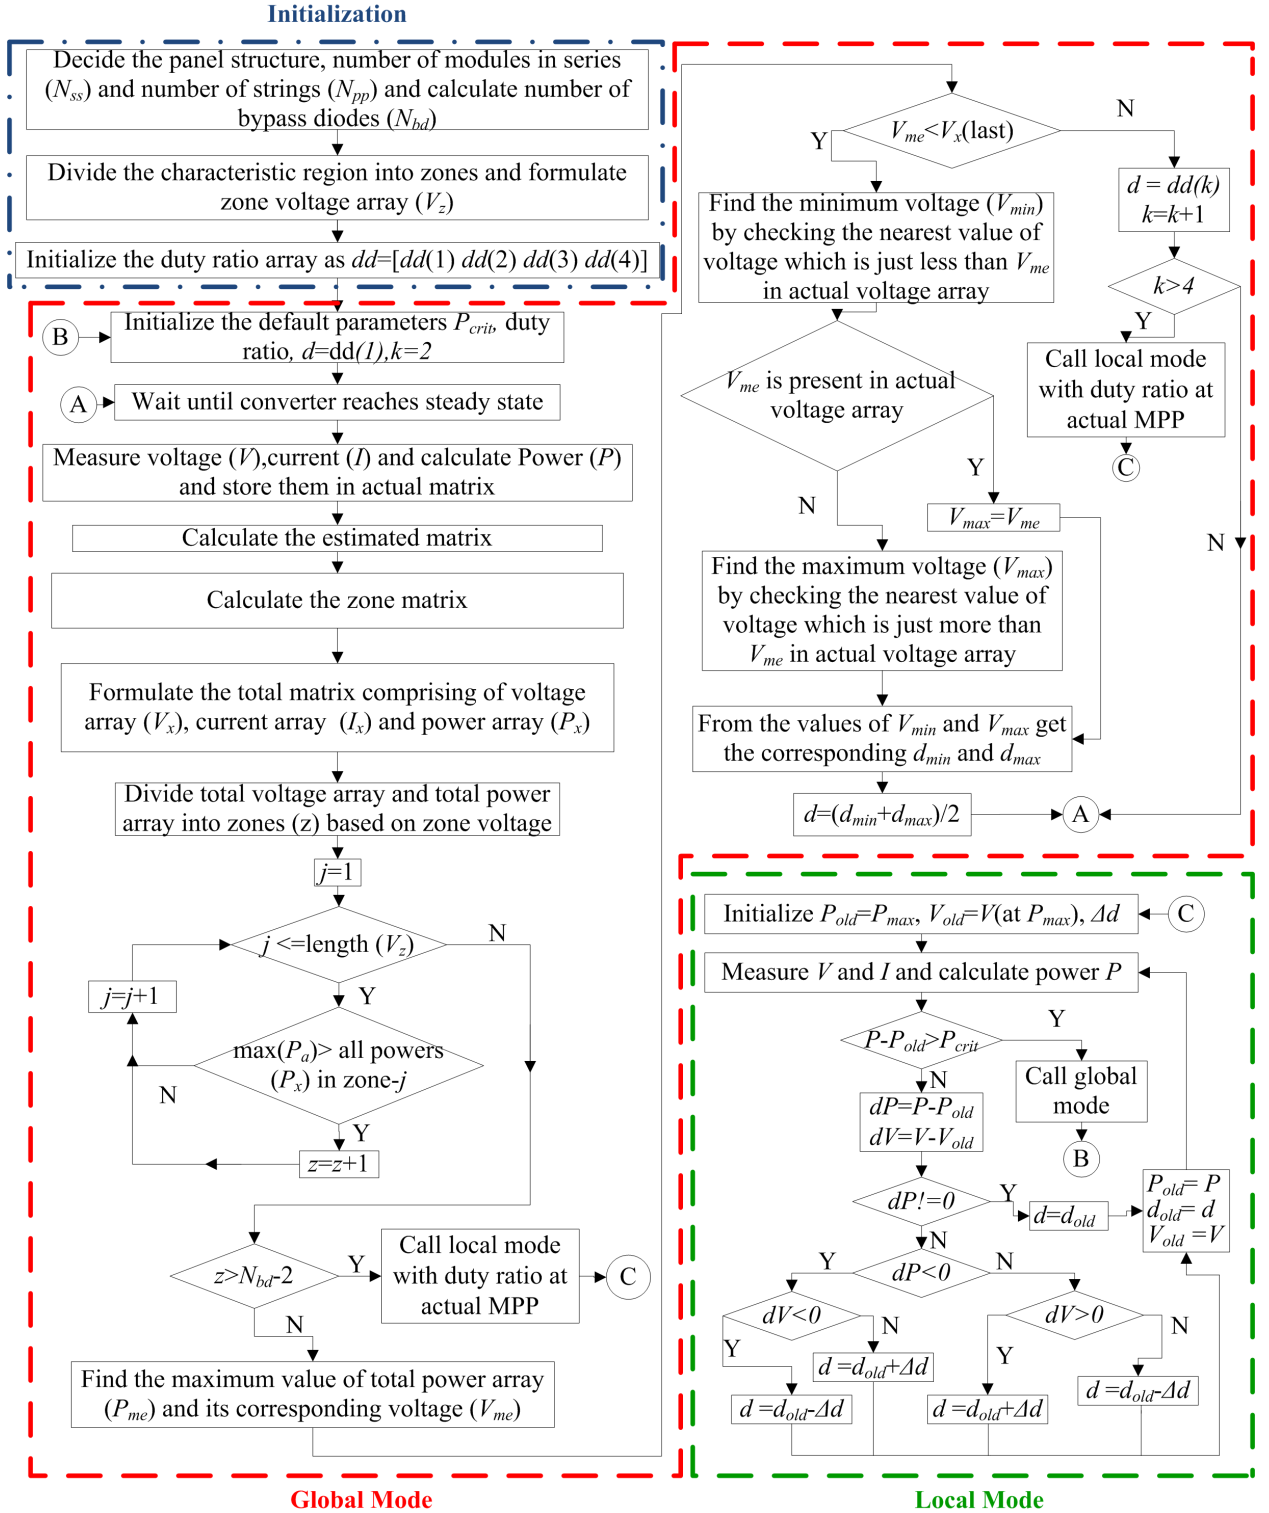 Initialization
Decide the panel structure, number of modules in series
(Nss) and number of strings (Npp) and calculate number of
bypass diodes (Nbd)
Divide the characteristic region into zones and formulate
zone voltage array (Vz)
Initialize the duty ratio array as dd=[dd(1) dd(2) dd(3) dd(4)]
B
Initialize the default parameters Pcrit, duty
ratio, d=dd(1),k=2
A
Wait until converter reaches steady state
Measure voltage (V),current (I) and calculate Power (P)
and store them in actual matrix
Calculate the estimated matrix
Calculate the zone matrix
Formulate the total matrix comprising of voltage
array (Vx), current array (Ix) and power array (Px)
Divide total voltage array and total power
array into zones (z) based on zone voltage
j=1
j <=length (Vz)
N
Y
j=j+1
max(Pa)> all powers
(Px) in zone-j
N
Y
z=z+1
z>Nbd-2
Y
Call local mode
with duty ratio at
actual MPP
C
N
Find the maximum value of total power array
(Pme) and its corresponding voltage (Vme)
Global Mode
Vme<Vx(last)
N
Y
d = dd(k)
k=k+1
Find the minimum voltage (Vmin)
by checking the nearest value of
voltage which is just less than Vme
in actual voltage array
k>4
Y
N
Call local mode
with duty ratio at
actual MPP
C
Vme is present in actual
voltage array
Y
N
Vmax=Vme
Find the maximum voltage (Vmax)
by checking the nearest value of
voltage which is just more than
Vme in actual voltage array
From the values of Vmin and Vmax get
the corresponding dmin and dmax
d=(dmin+dmax)/2
A
Initialize Pold=Pmax, Vold=V(at Pmax), Δd
C
Measure V and I and calculate power P
P-Pold>Pcrit
Y
N
Call global
mode
B
dP=P-Pold
dV=V-Vold
dP!=0
Y
d=dold
Pold= P
dold= d
Vold =V
N
dP<0
Y
N
dV<0
N
Y
dV>0
N
Y
d =dold+Δd
d =dold-Δd
d =dold+Δd
d =dold-Δd
Local Mode